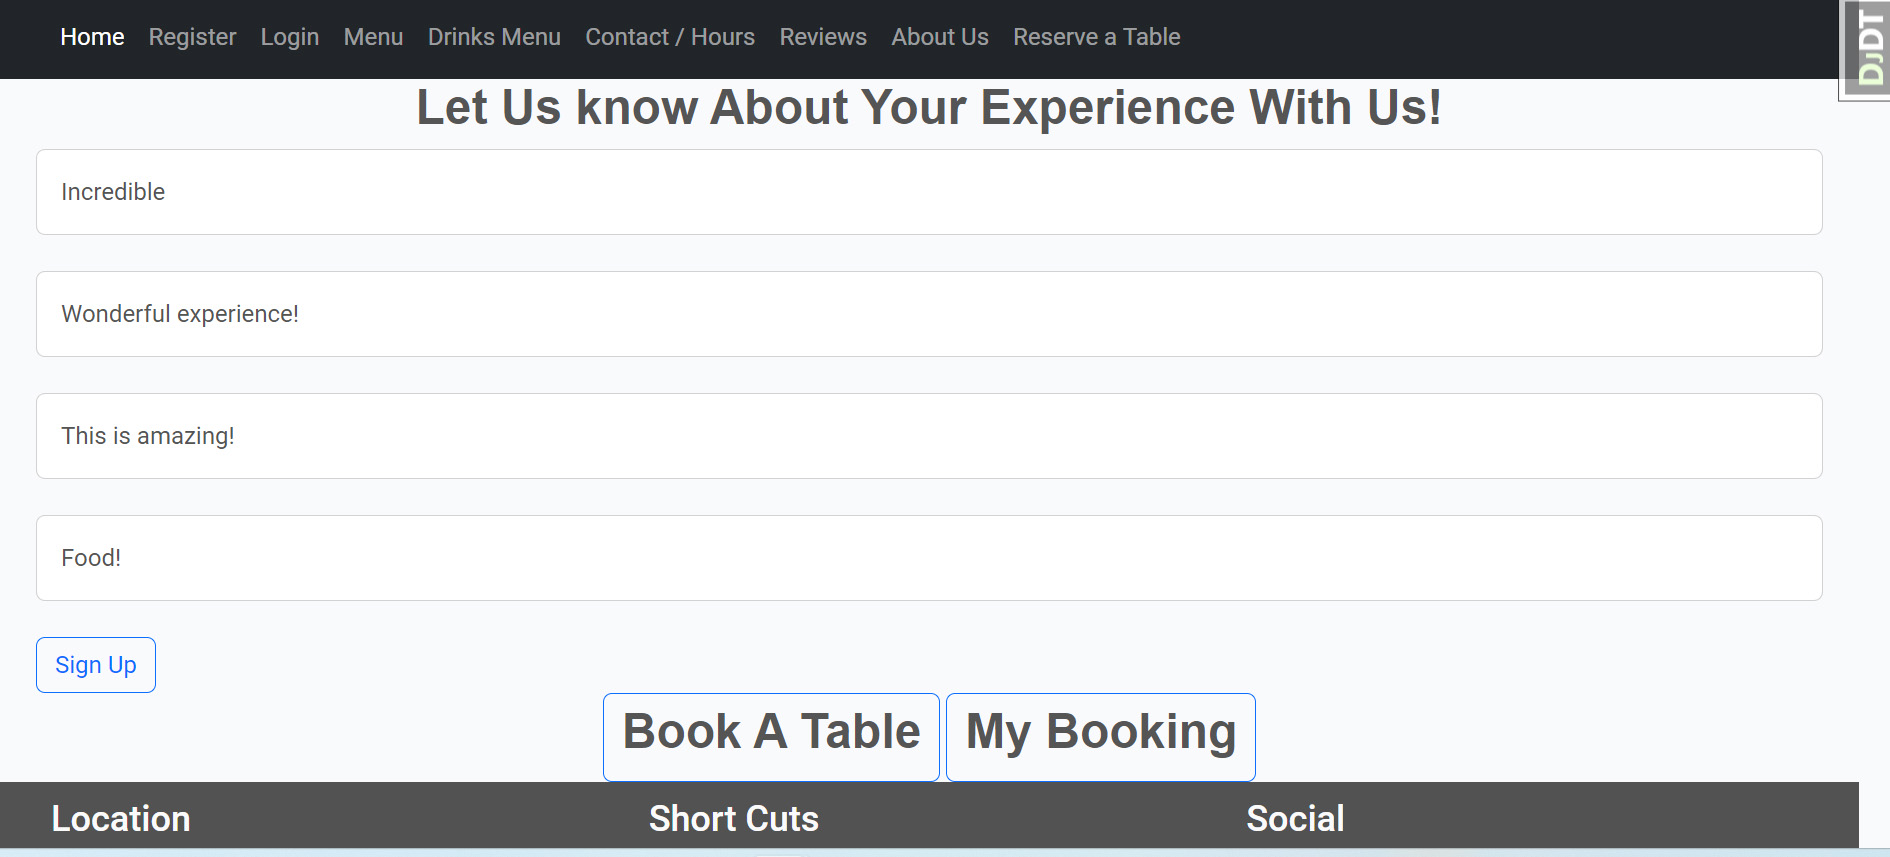 Home Register Login Menu Drinks Menu Contact / Hours Reviews About Us Reserve a Table
DjDT
Let Us know About Your Experience With Us!
Incredible
Wonderful experience!
This is amazing!
Food!
Sign Up
Book A Table My Booking
Location Short Cuts Social